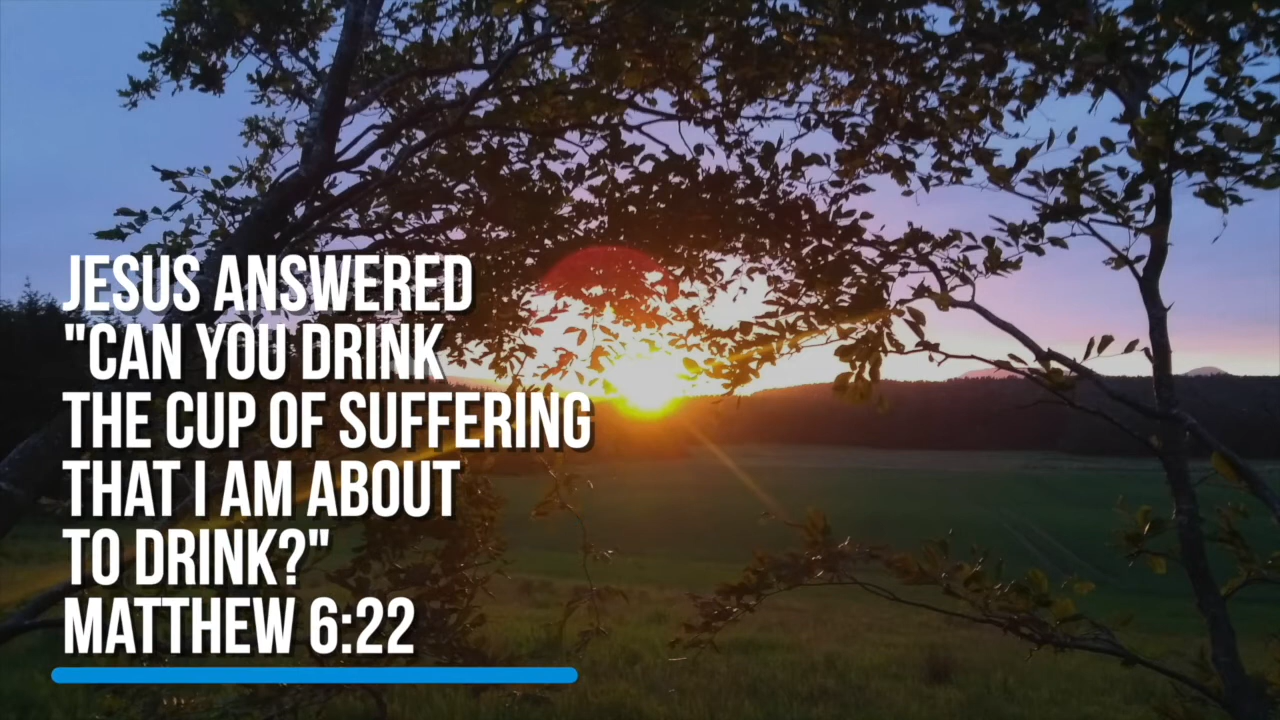 JESUS ANSWERED
"CAN YOU DRINK
THE CUP OF SUFFERING
THAT I AM ABOUT
TO DRINK?"
MATTHEW 6:22